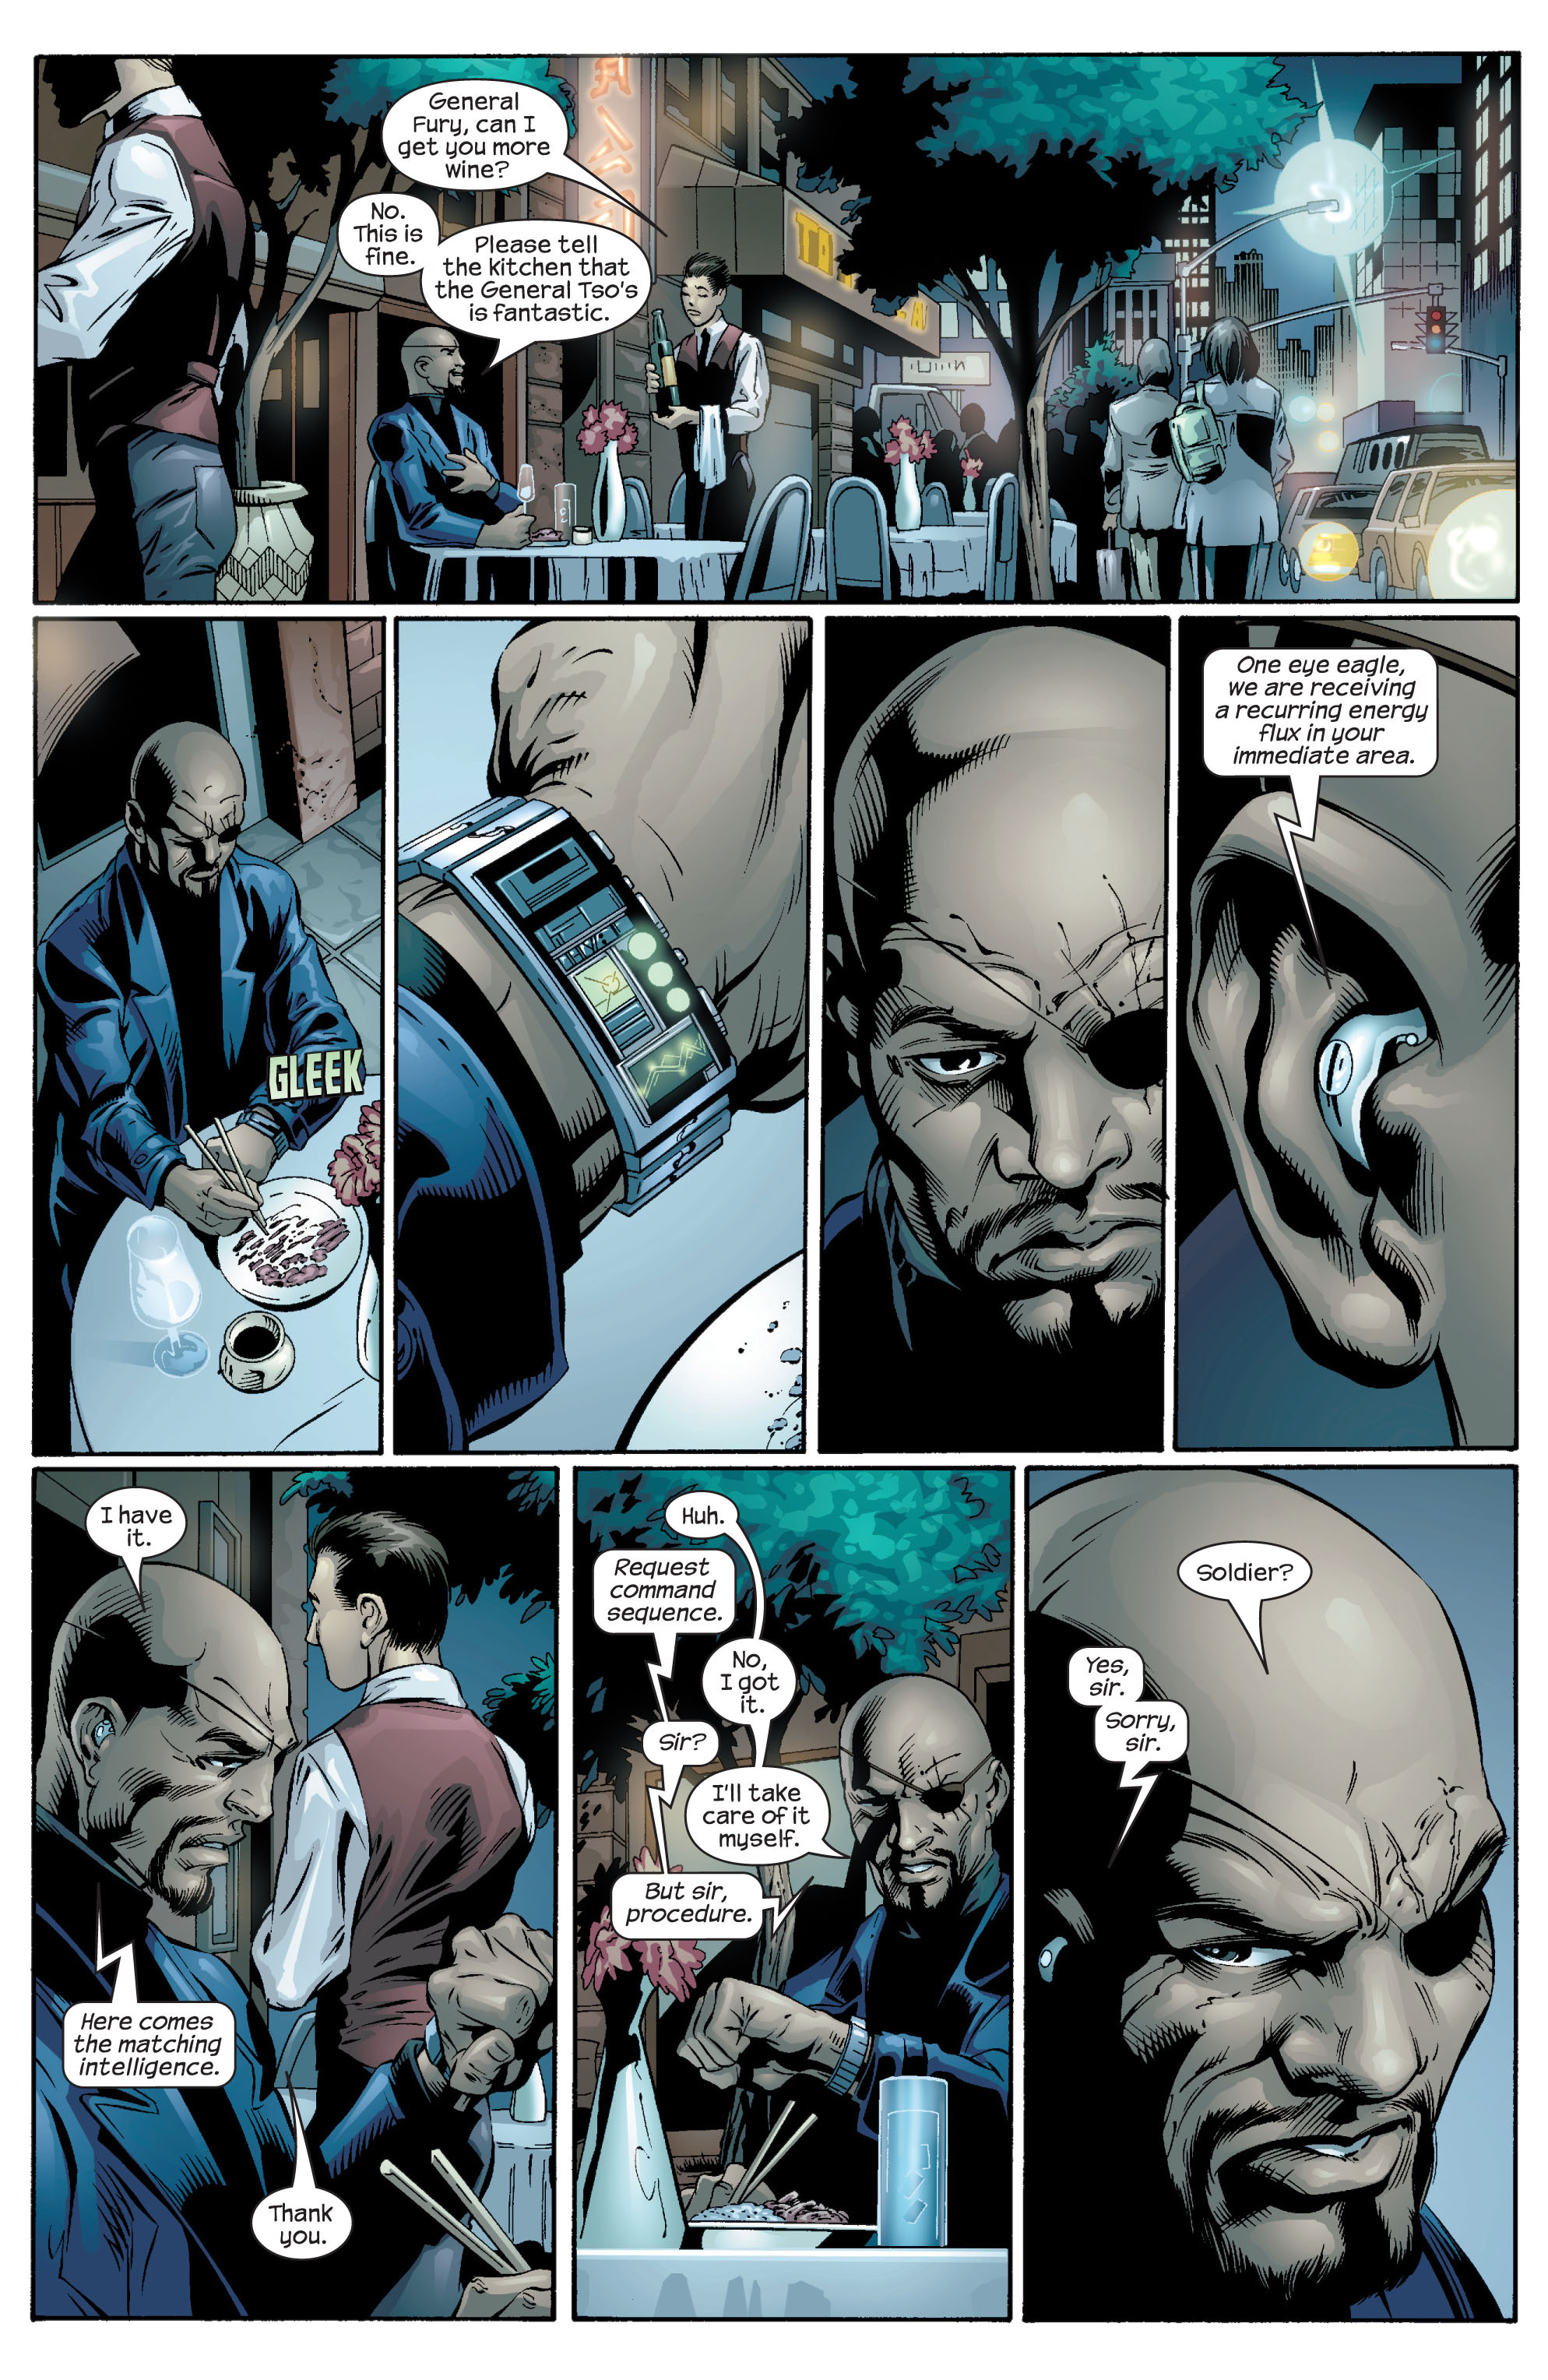 General
Fury, can I
get you more
wine?
No.
This is
fine.
Please tell
the kitchen that
the General Tso's
is fantastic.
GLEEK
One eye eagle,
we are receiving
a recurring energy
flux in your
immediate area.
I have
it.
Here comes
the matching
intelligence.
Thank
you.
Huh.
Request
command
sequence.
No,
I got
it.
Sir?
I'll take
care of it
myself.
But sir,
procedure.
Soldier?
Yes,
sir.
Sorry,
sir.